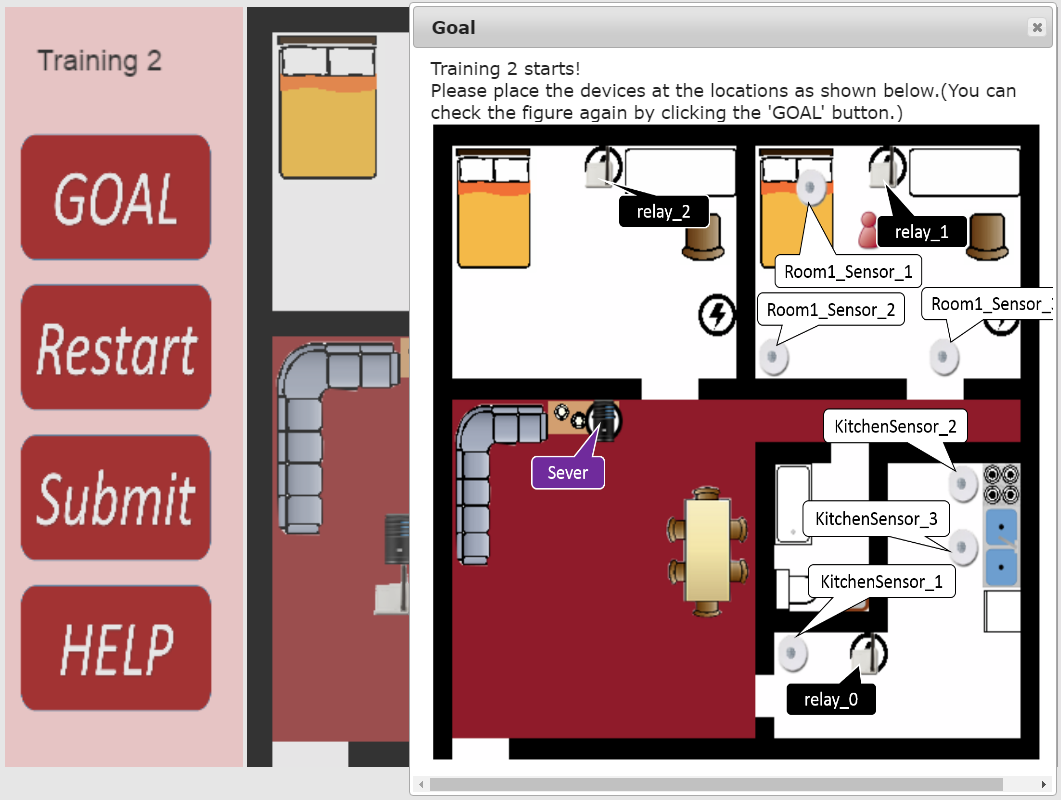 Training 2
GOAL
Restart
Submit
HELP
Goal
Training 2 starts!
Please place the devices at the locations as shown below.(You can
check the figure again by clicking the 'GOAL' button.)
relay_2
relay_1
Room1_Sensor_1
Room1_Sensor_2
Room1_Sensor_
KitchenSensor_2
Sever
KitchenSensor_3
KitchenSensor_1
relay_0